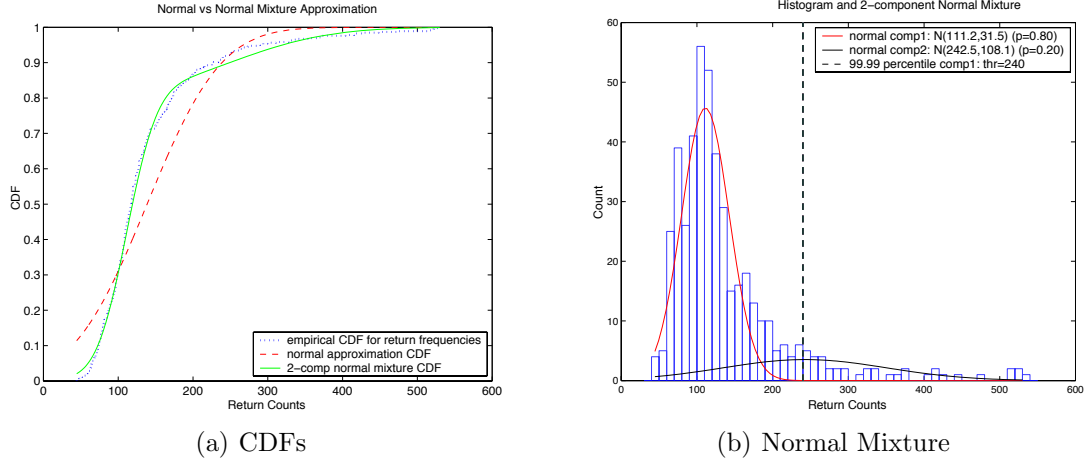 Normal vs Normal Mixture Approximation
1
0.9
0.8
0.7
0.6
0.5
0.4
0.3
0.2
0.1
0
CDF
empirical CDF for return frequencies
normal approximation CDF
2-comp normal mixture CDF
0 100 200 300 400 500 600
Return Counts
(a) CDFs
Histogram and 2-component Normal Mixture
60
50
40
30
20
10
0
Count
normal comp1: N(111.2,31.5) (p=0.80)
normal comp2: N(242.5,108.1) (p=0.20)
99.99 percentile comp1: thr=240
0 100 200 300 400 500 600
Return Counts
(b) Normal Mixture